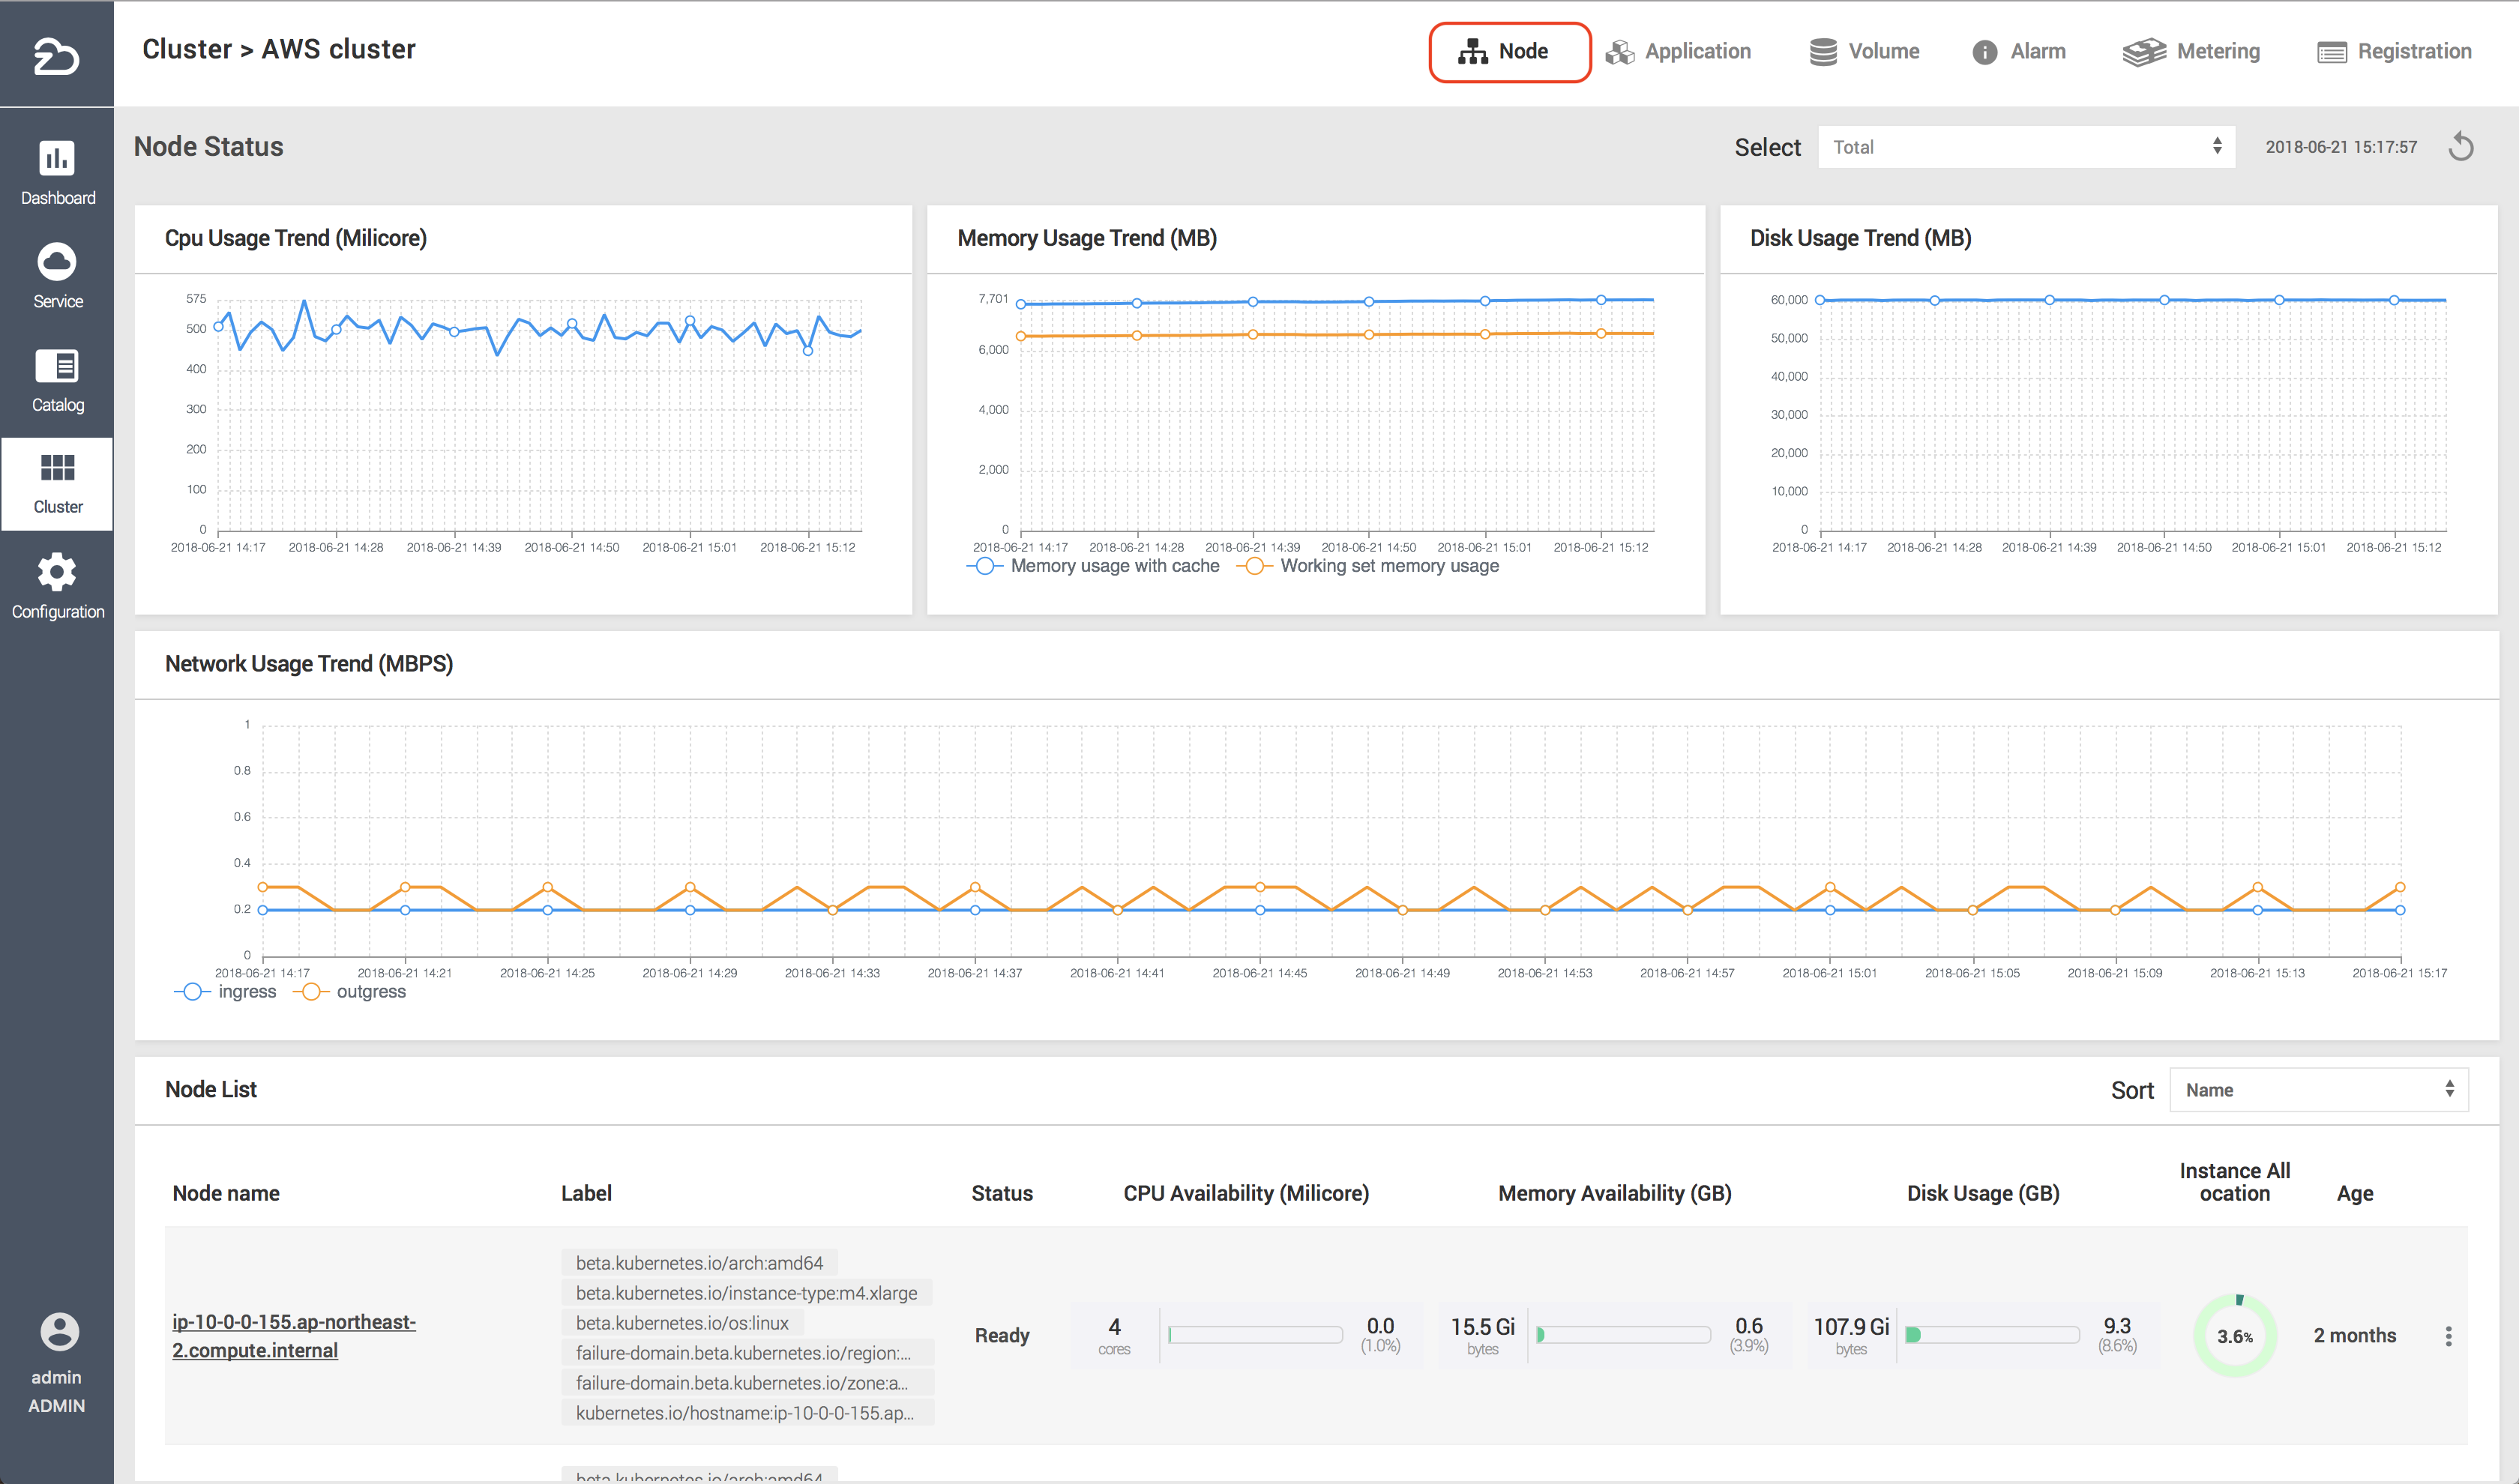 Cluster > AWS cluster
Node
Application
Volume
Alarm
Metering
Registration
Dashboard
Service
Catalog
Cluster
Configuration
admin
ADMIN
Node Status
Select
Total
2018-06-21 15:17:57
Cpu Usage Trend (Milicore)
575
500
400
300
200
100
0
2018-06-21 14:17
2018-06-21 14:28
2018-06-21 14:39
2018-06-21 14:50
2018-06-21 15:01
2018-06-21 15:12
Memory Usage Trend (MB)
7,701
6,000
4,000
2,000
0
2018-06-21 14:17
2018-06-21 14:28
2018-06-21 14:39
2018-06-21 14:50
2018-06-21 15:01
2018-06-21 15:12
Memory usage with cache
Working set memory usage
Disk Usage Trend (MB)
60,000
50,000
40,000
30,000
20,000
10,000
0
2018-06-21 14:17
2018-06-21 14:28
2018-06-21 14:39
2018-06-21 14:50
2018-06-21 15:01
2018-06-21 15:12
Network Usage Trend (MBPS)
1
0.8
0.6
0.4
0.2
0
2018-06-21 14:17
2018-06-21 14:21
2018-06-21 14:25
2018-06-21 14:29
2018-06-21 14:33
2018-06-21 14:37
2018-06-21 14:41
2018-06-21 14:45
2018-06-21 14:49
2018-06-21 14:53
2018-06-21 14:57
2018-06-21 15:01
2018-06-21 15:05
2018-06-21 15:09
2018-06-21 15:13
2018-06-21 15:17
ingress
outgress
Node List
Sort
Name
Node name
Label
Status
CPU Availability (Milicore)
Memory Availability (GB)
Disk Usage (GB)
Instance All
ocation
Age
ip-10-0-0-155.ap-northeast-
2.compute.internal
beta.kubernetes.io/arch:amd64
beta.kubernetes.io/instance-type:m4.xlarge
beta.kubernetes.io/os:linux
failure-domain.beta.kubernetes.io/region:...
failure-domain.beta.kubernetes.io/zone:a...
kubernetes.io/hostname:ip-10-0-0-155.ap...
Ready
4
cores
0.0
(1.0%)
15.5 Gi
bytes
0.6
(3.9%)
107.9 Gi
bytes
9.3
(8.6%)
3.6%
2 months
beta.kubernetes.io/arch:amd64